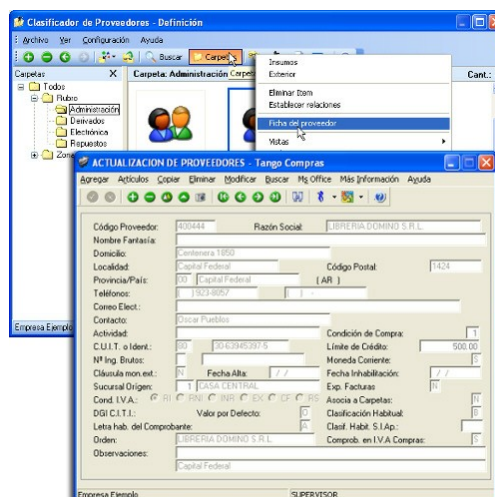 Clasificador de Proveedores - Definición
Archivo Ver Configuración Ayuda
Buscar Carpetas
Carpetas X Carpeta: Administración Cant.:
Todos
Rubro
Administración
Derivados
Electrónica
Repuestos
Insumos
Exterior
Eliminar Item
Establecer relaciones
Ficha del proveedor
Vistas
ACTUALIZACION DE PROVEEDORES - Tango Compras
Agregar Artículos Copiar Eliminar Modificar Buscar Ms Office Más Información Ayuda
Código Proveedor: 400444 Razón Social: LIBRERIA DOMINO S.R.L.
Nombre Fantasía:
Domicilio: Centenera 1850
Localidad: Capital Federal Código Postal: 1424
Provincia/País: 00 Capital Federal ( AR )
Teléfonos: ( ) 923-8057 ( ) -
Correo Elect.:
Contacto: Oscar Pueblos
Actividad: Condición de Compra: 1
C.U.I.T. o Ident.: 80 30-63945397-5 Límite de Crédito: 500.00
Nº Ing. Brutos: Moneda Corriente: S
Cláusula mon.ext.: N Fecha Alta: / / Fecha Inhabilitación: / /
Sucursal Origen: 1 CASA CENTRAL Exp. Facturas N
Cond. I.V.A.: RI RNI INR EX CF RS Asocia a Carpetas: N
DGI C.I.T.I.: Valor por Defecto: Clasificación Habitual: B
Letra hab. del Comprobante: A Clasif. Habit. S.I.Ap.:
Orden: LIBRERIA DOMINO S.R.L. Comprob. en I.V.A Compras: S
Observaciones:
Capital Federal
Empresa Ejemplo
Empresa Ejemplo SUPERVISOR